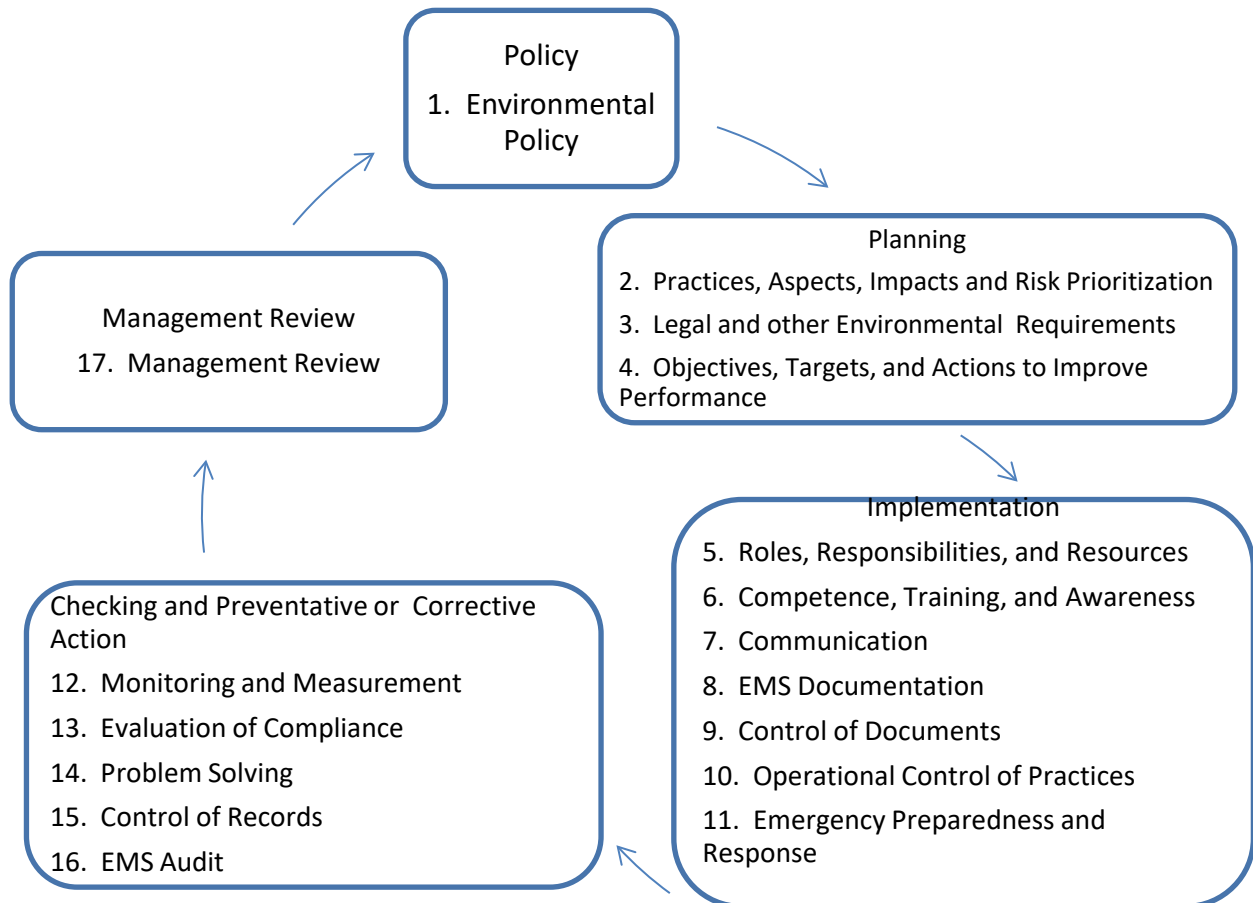 Policy
1. Environmental
Policy
Planning
2. Practices, Aspects, Impacts and Risk Prioritization
3. Legal and other Environmental Requirements
4. Objectives, Targets, and Actions to Improve
Performance
Implementation
5. Roles, Responsibilities, and Resources
6. Competence, Training, and Awareness
7. Communication
8. EMS Documentation
9. Control of Documents
10. Operational Control of Practices
11. Emergency Preparedness and
Response
Checking and Preventative or Corrective
Action
12. Monitoring and Measurement
13. Evaluation of Compliance
14. Problem Solving
15. Control of Records
16. EMS Audit
Management Review
17. Management Review